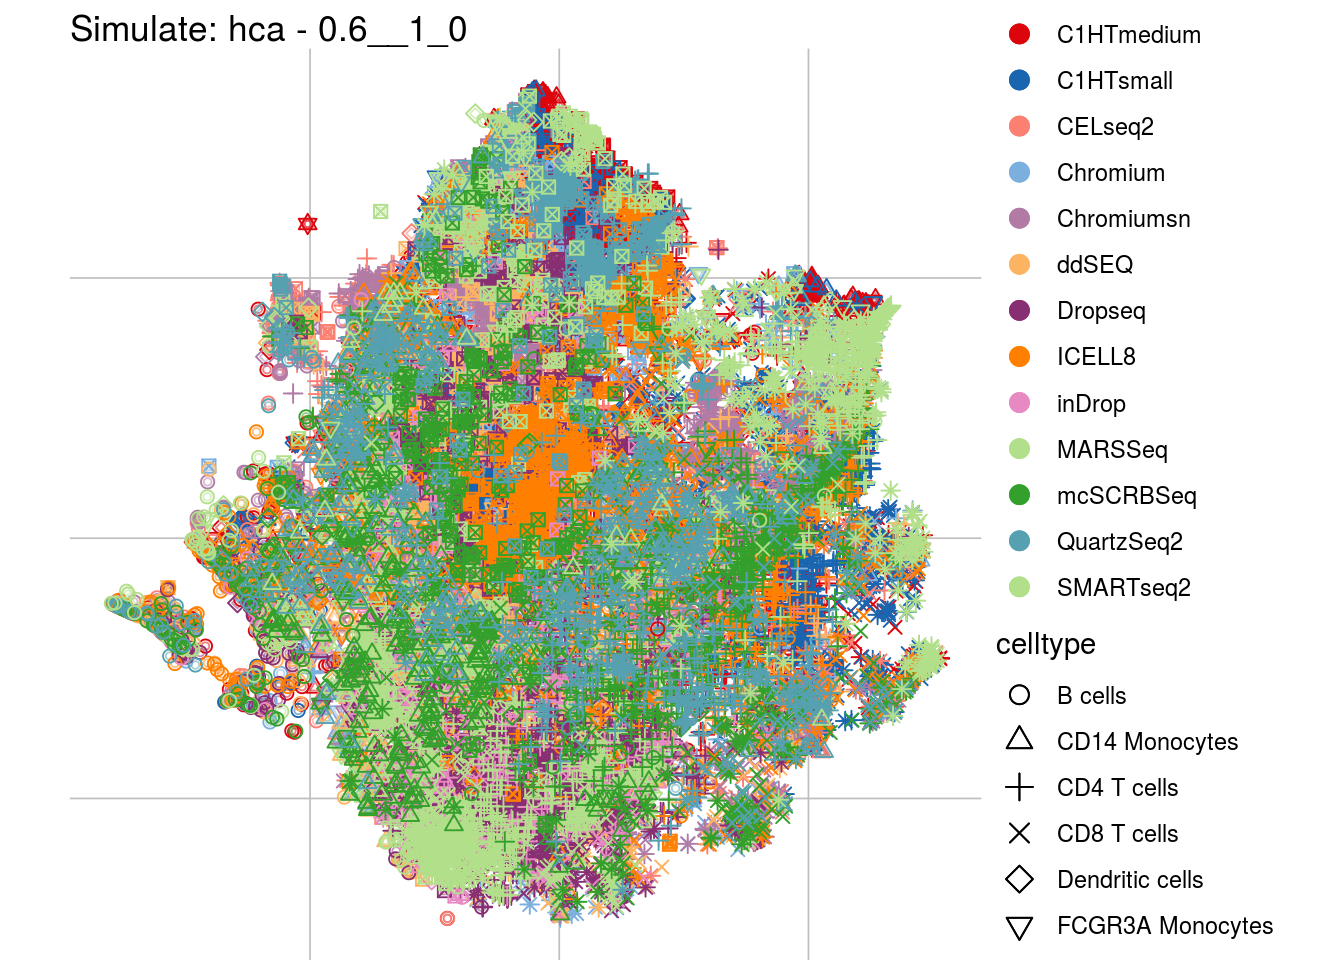 Simulate: hca - 0.6__1_0
C1HTmedium
C1HTsmall
CELseq2
Chromium
Chromiumsn
ddSEQ
Dropseq
ICELL8
inDrop
MARSSeq
mcSCRBSeq
QuartzSeq2
SMARTseq2
celltype
B cells
CD14 Monocytes
CD4 T cells
CD8 T cells
Dendritic cells
FCGR3A Monocytes